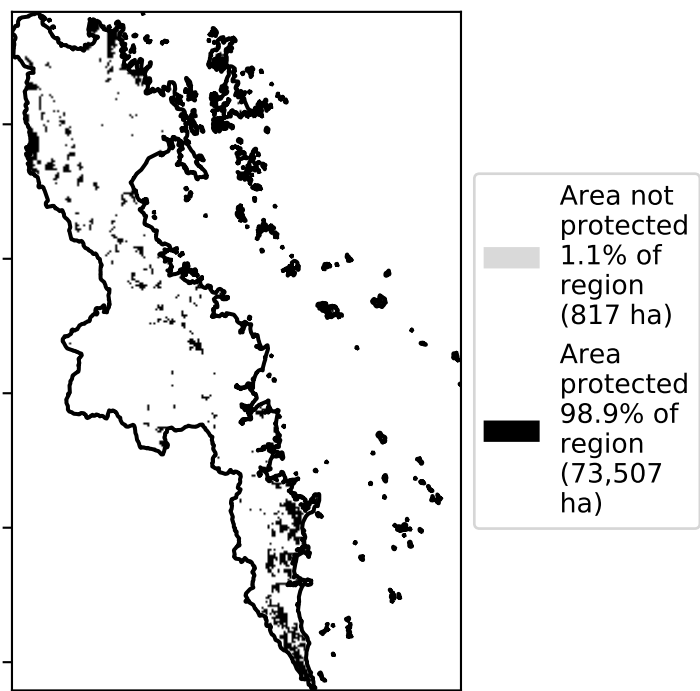 Area not
protected
1.1% of
region
(817 ha)
Area
protected
98.9% of
region
(73,507
ha)